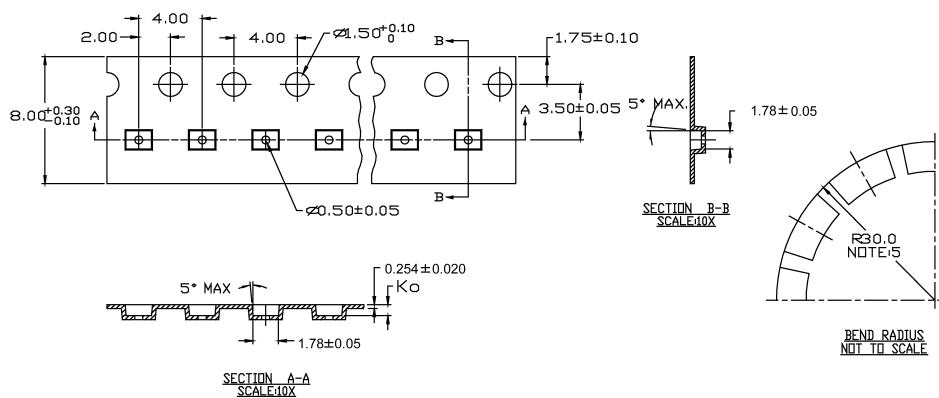 4.00
2.00
4.00
Ø1.50+0.10 0
B
1.75±0.10
8.00+0.30 -0.10
A
A
3.50±0.05
5° MAX.
1.78±0.05
B
Ø0.50±0.05
SECTION B-B
SCALE:10X
R30.0
NOTE:5
5° MAX
0.254±0.020
Ko
1.78±0.05
BEND RADIUS
NOT TO SCALE
SECTION A-A
SCALE:10X